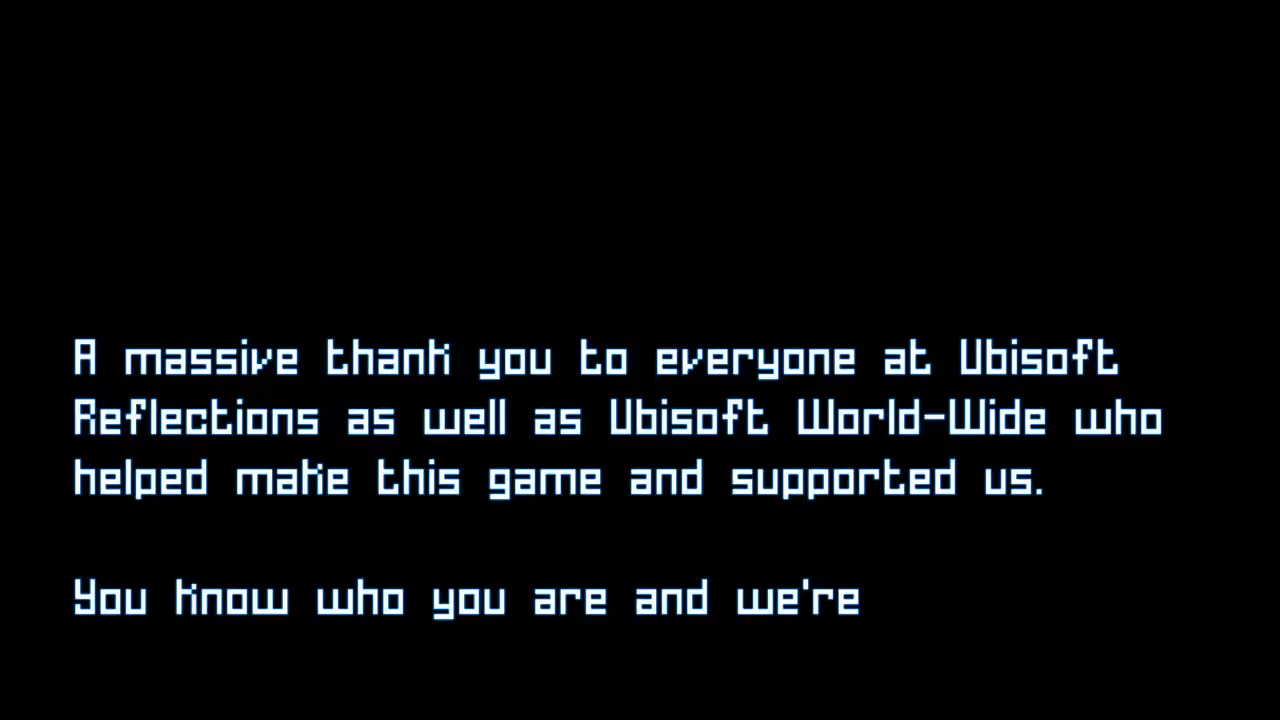 A massive thank you to everyone at Ubisoft
Reflections as well as Ubisoft World-Wide who
helped make this game and supported us.
You know who you are and we're